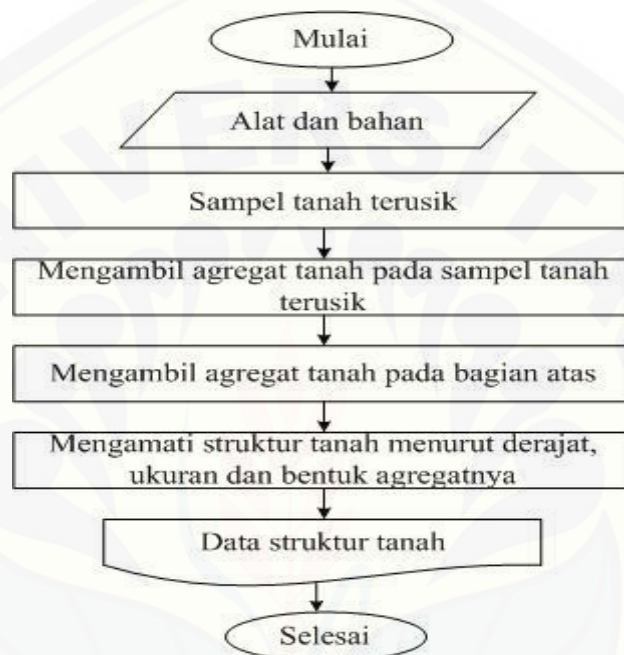 Mulai
Alat dan bahan
Sampel tanah terusik
Mengambil agregat tanah pada sampel tanah
terusik
Mengambil agregat tanah pada bagian atas
Mengamati struktur tanah menurut derajat,
ukuran dan bentuk agregatnya
Data struktur tanah
Selesai